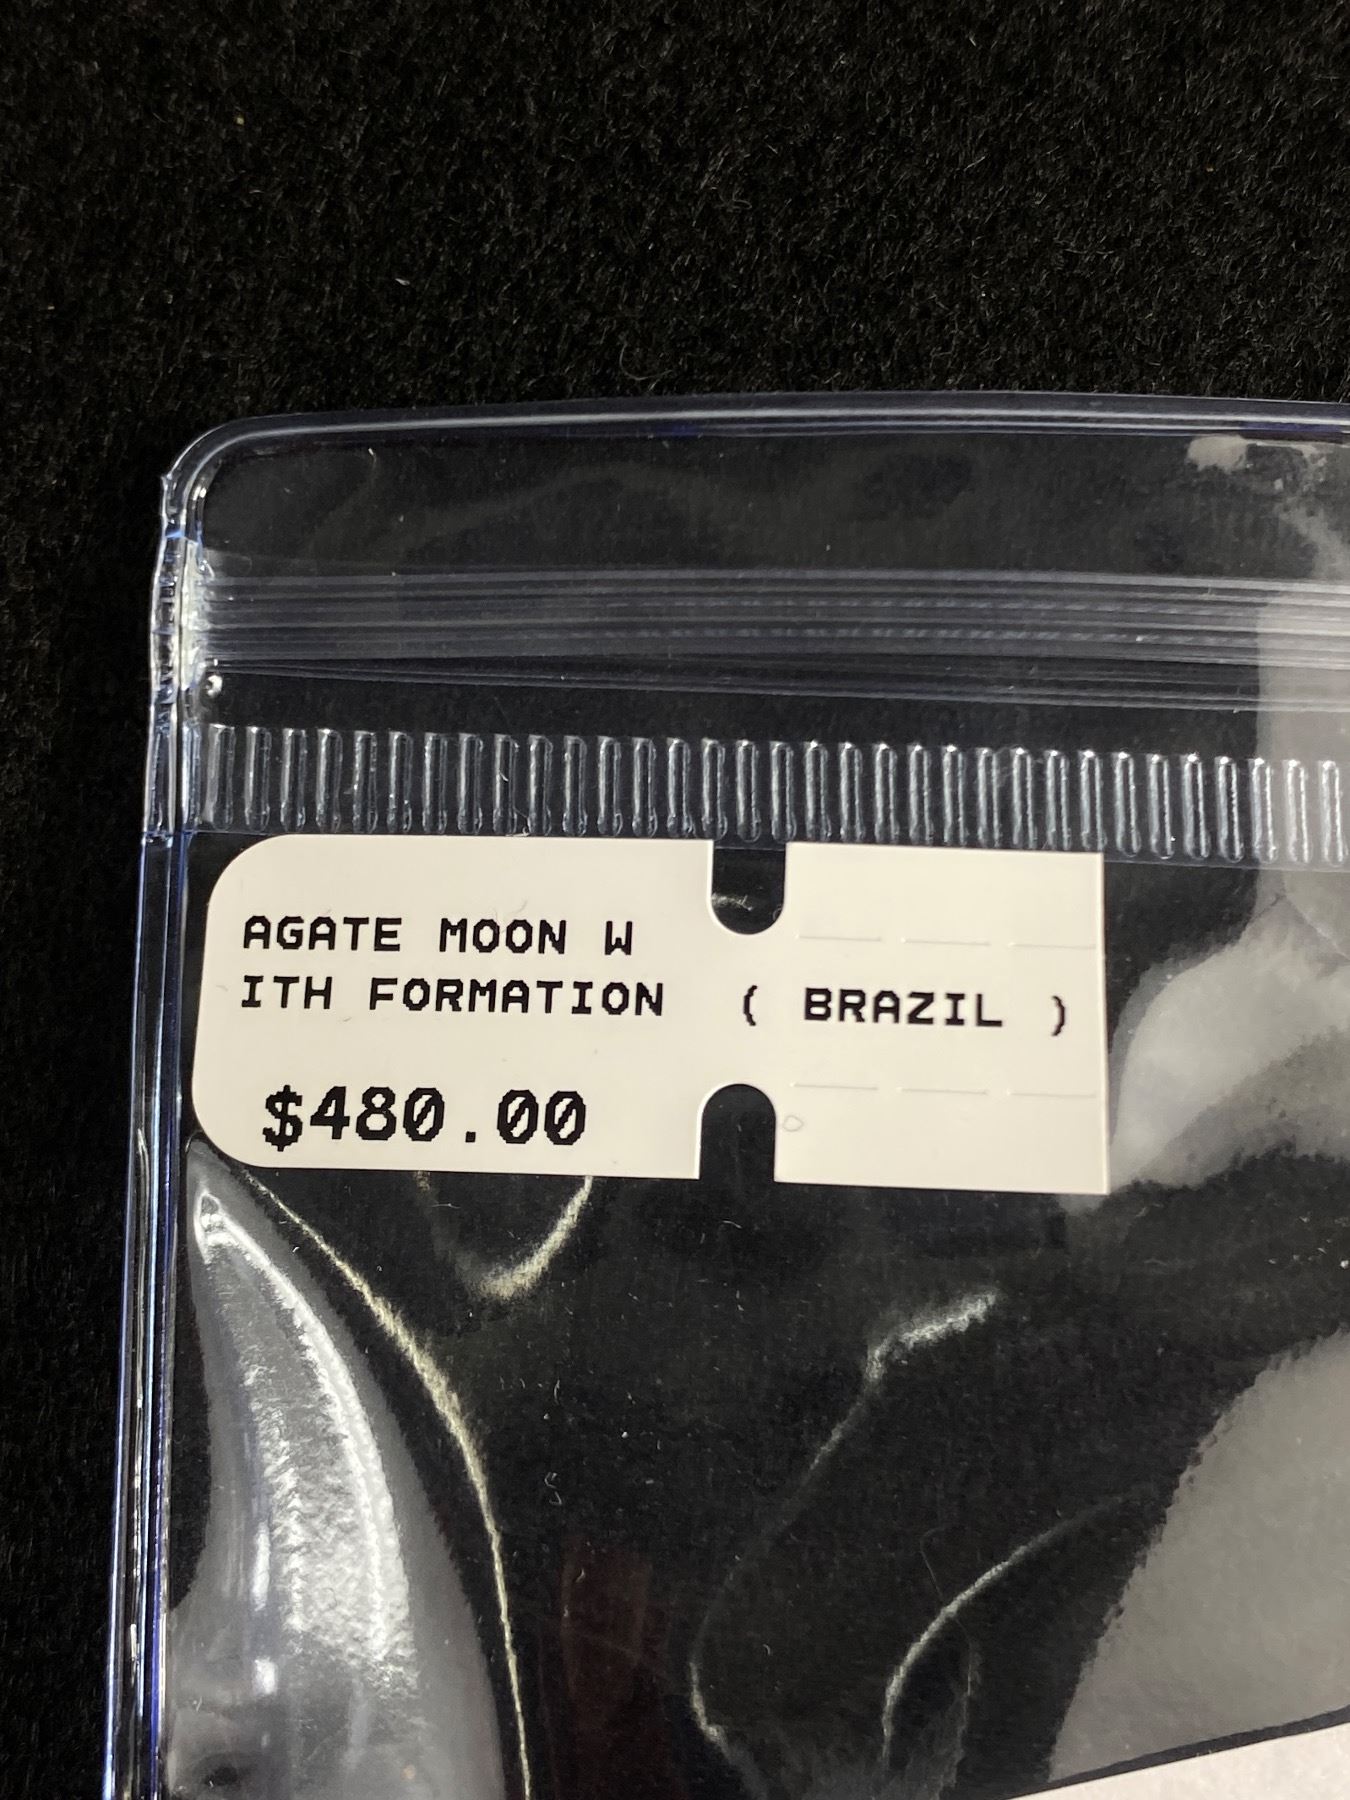 AGATE MOON W
ITH FORMATION ( BRAZIL )
$480.00